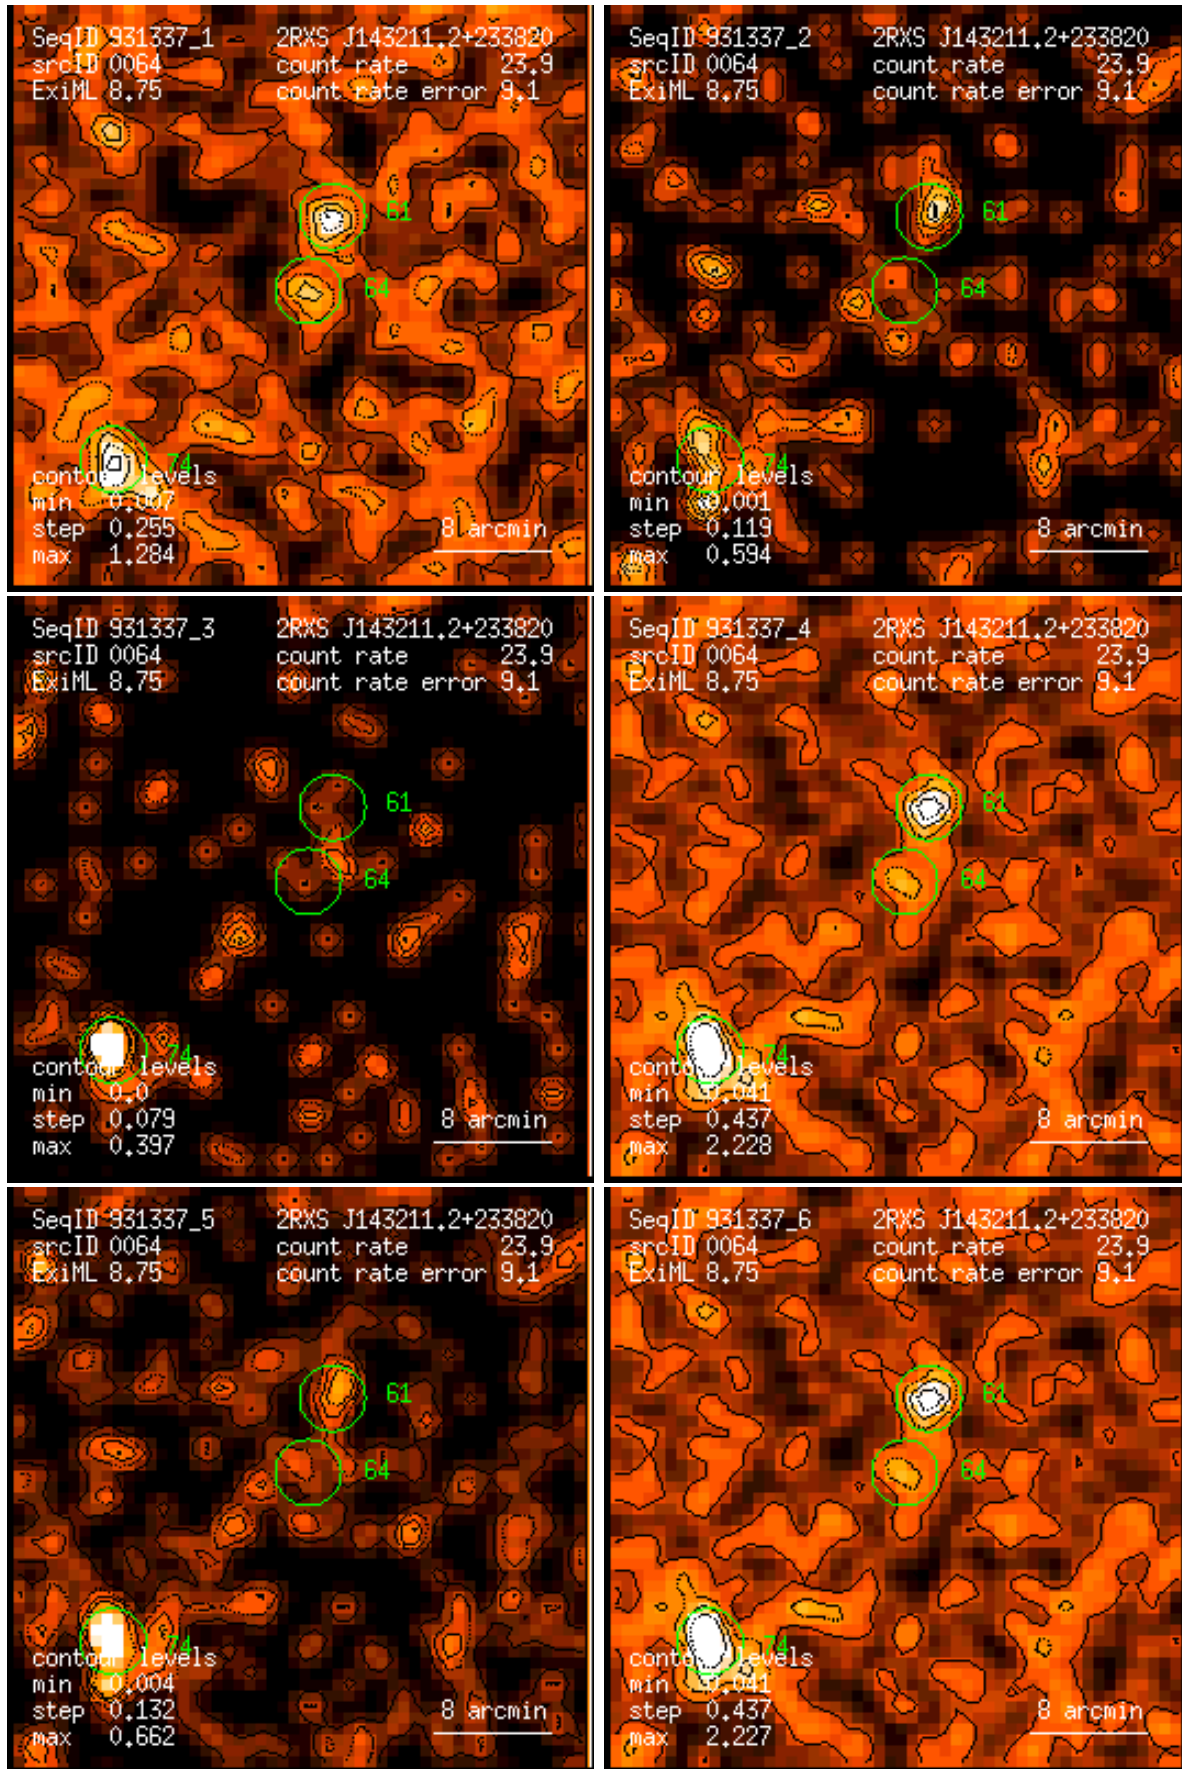 SeqID 931337_1 2RXS J143211.2+233820
srcID 0064 count rate 23.9
ExiML 8.75 count rate error 9.1
61
64
74
contour levels
min 0.007
step 0.255 8 arcmin
max 1.284
SeqID 931337_2 2RXS J143211.2+233820
srcID 0064 count rate 23.9
ExiML 8.75 count rate error 9.1
61
64
74
contour levels
min 0.001
step 0.119 8 arcmin
max 0.594
SeqID 931337_3 2RXS J143211.2+233820
srcID 0064 count rate 23.9
ExiML 8.75 count rate error 9.1
61
64
74
contour levels
min 0.0
step 0.079 8 arcmin
max 0.397
SeqID 931337_4 2RXS J143211.2+233820
srcID 0064 count rate 23.9
ExiML 8.75 count rate error 9.1
61
64
74
contour levels
min 0.041
step 0.437 8 arcmin
max 2.228
SeqID 931337_5 2RXS J143211.2+233820
srcID 0064 count rate 23.9
ExiML 8.75 count rate error 9.1
61
64
74
contour levels
min 0.004
step 0.132 8 arcmin
max 0.662
SeqID 931337_6 2RXS J143211.2+233820
srcID 0064 count rate 23.9
ExiML 8.75 count rate error 9.1
61
64
74
contour levels
min 0.041
step 0.437 8 arcmin
max 2.227